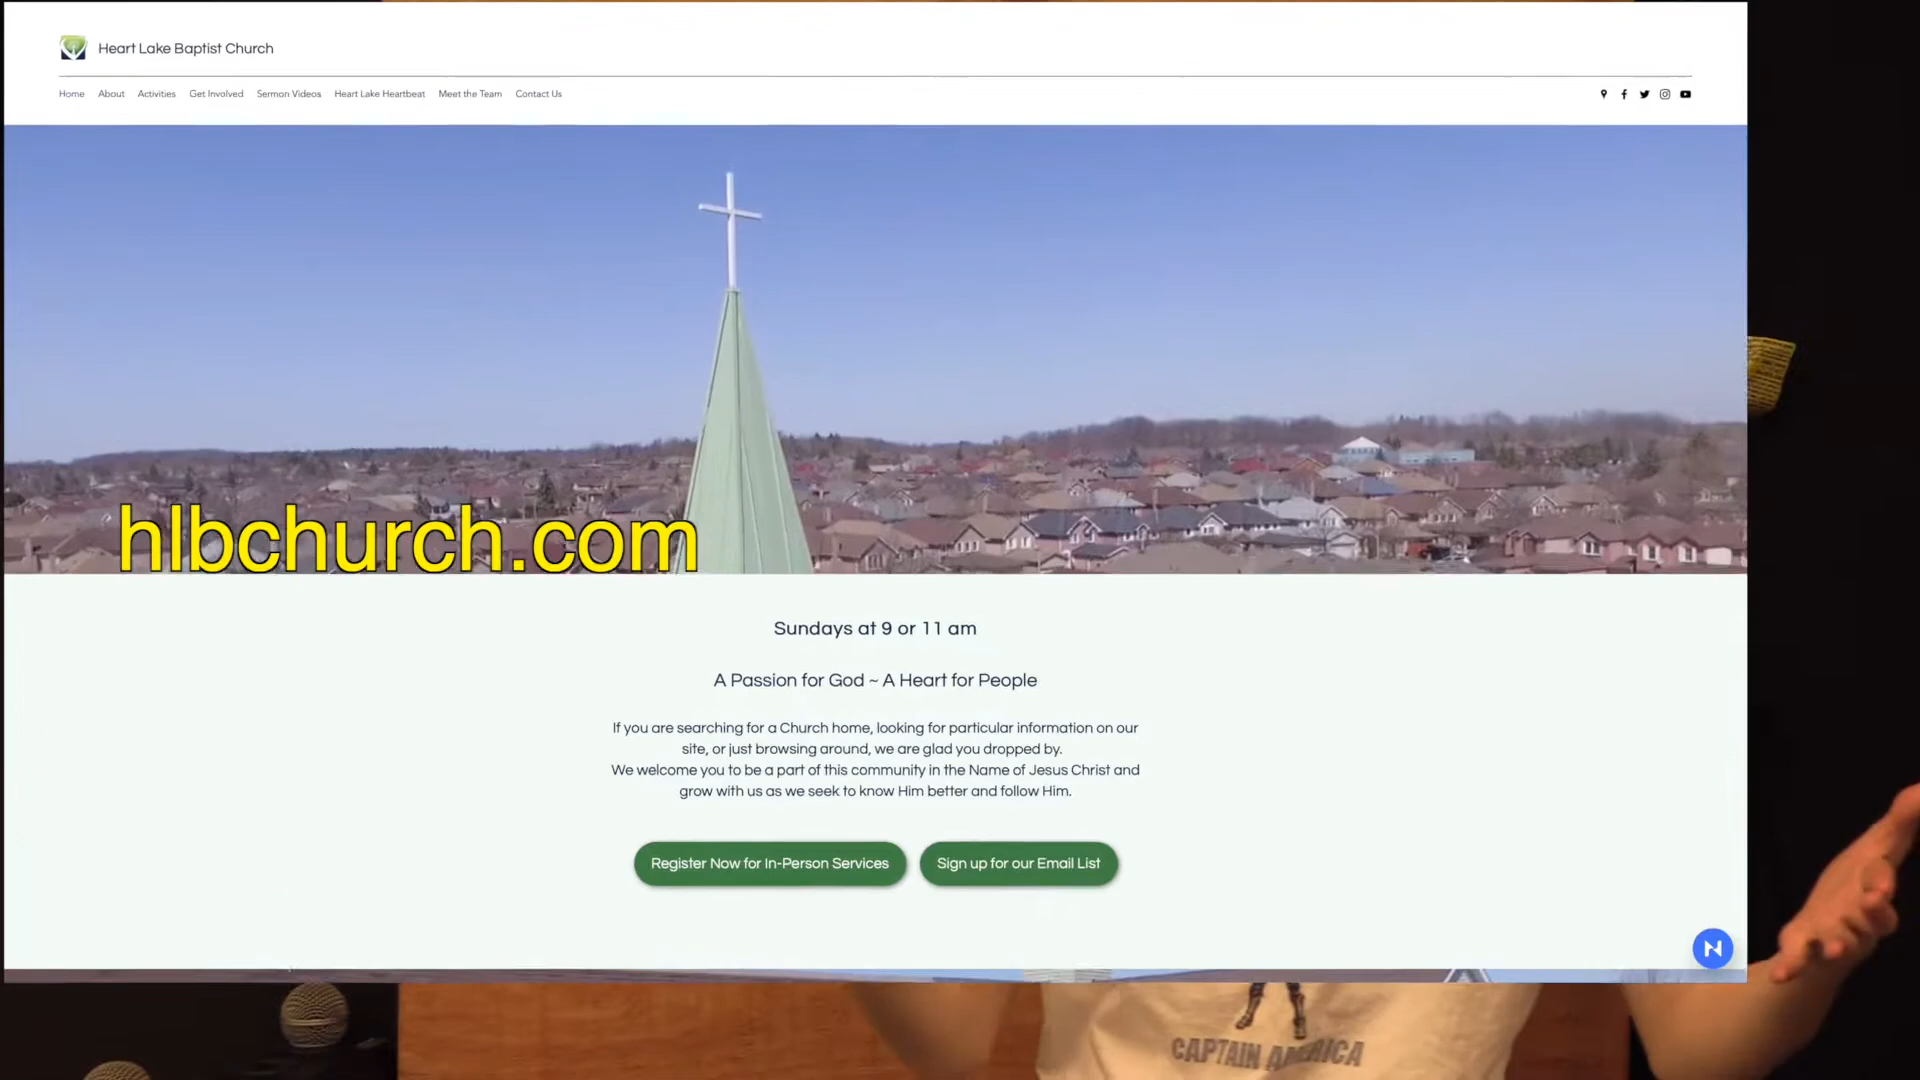 Heart Lake Baptist Church
Home About Activities Get Involved Sermon Videos Heart Lake Heartbeat Meet the Team Contact Us
hlbchurch.com
Sundays at 9 or 11 am
A Passion for God ~ A Heart for People
If you are searching for a Church home, looking for particular information on our
site, or just browsing around, we are glad you dropped by.
We welcome you to be a part of this community in the Name of Jesus Christ and
grow with us as we seek to know Him better and follow Him.
Register Now for In-Person Services
Sign up for our Email List
CAPTAIN AMERICA